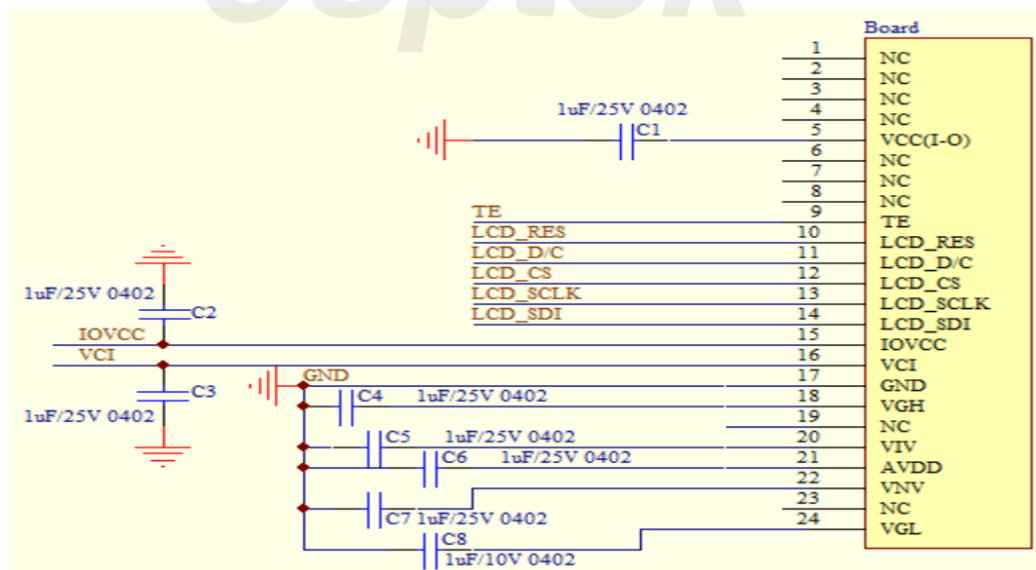 Board
1 NC
2 NC
3 NC
4 NC
1uF/25V 0402
C1
5 VCC(I-O)
6 NC
7 NC
8 NC
TE 9 TE
LCD_RES 10 LCD_RES
LCD_D/C 11 LCD_D/C
LCD_CS 12 LCD_CS
LCD_SCLK 13 LCD_SCLK
LCD_SDI 14 LCD_SDI
1uF/25V 0402
C2
IOVCC 15 IOVCC
VCI 16 VCI
C3
1uF/25V 0402
GND 17 GND
C4 1uF/25V 0402 18 VGH
19 NC
C5 1uF/25V 0402 20 VIV
C6 1uF/25V 0402 21 AVDD
22 VNV
C7 1uF/25V 0402
23 NC
C8
1uF/10V 0402
24 VGL